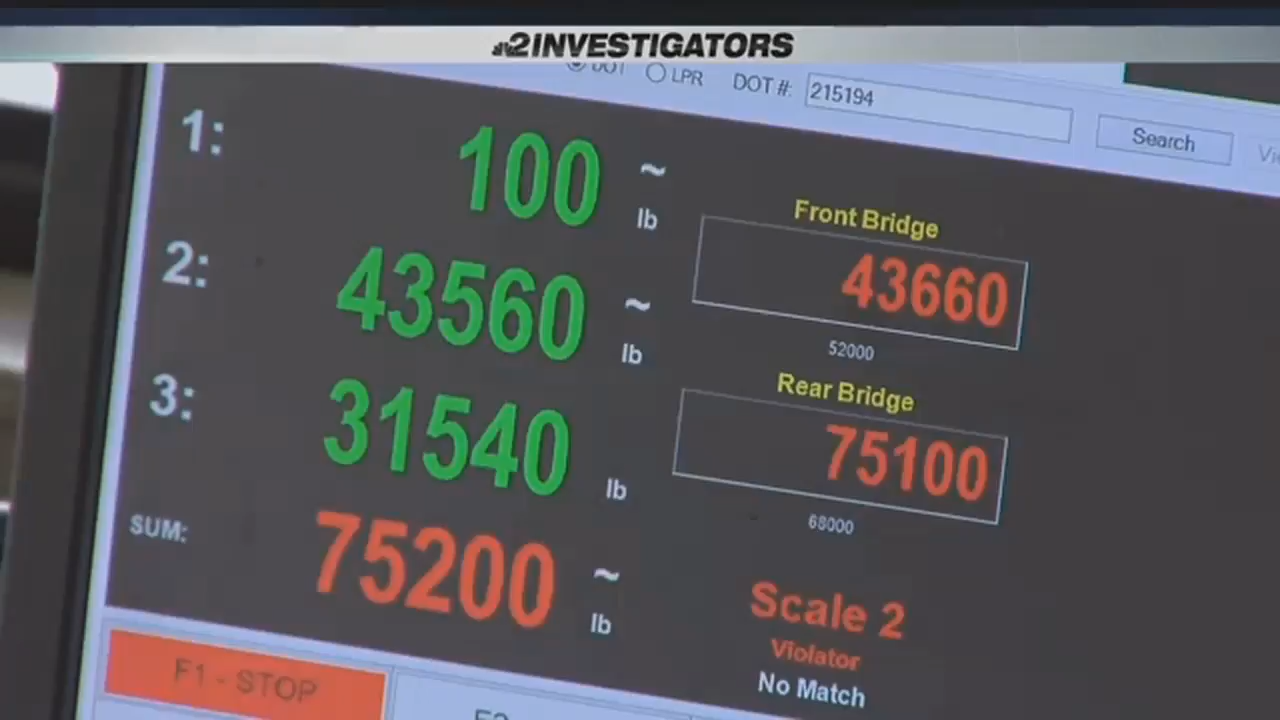 2INVESTIGATORS
DOT LPR DOT #: 215194 Search
1: 100 ~ lb
Front Bridge
43660
52000
2: 43560 ~ lb
Rear Bridge
75100
68000
3: 31540 lb
SUM: 75200 ~ lb
Scale 2
Violator
No Match
F1 - STOP